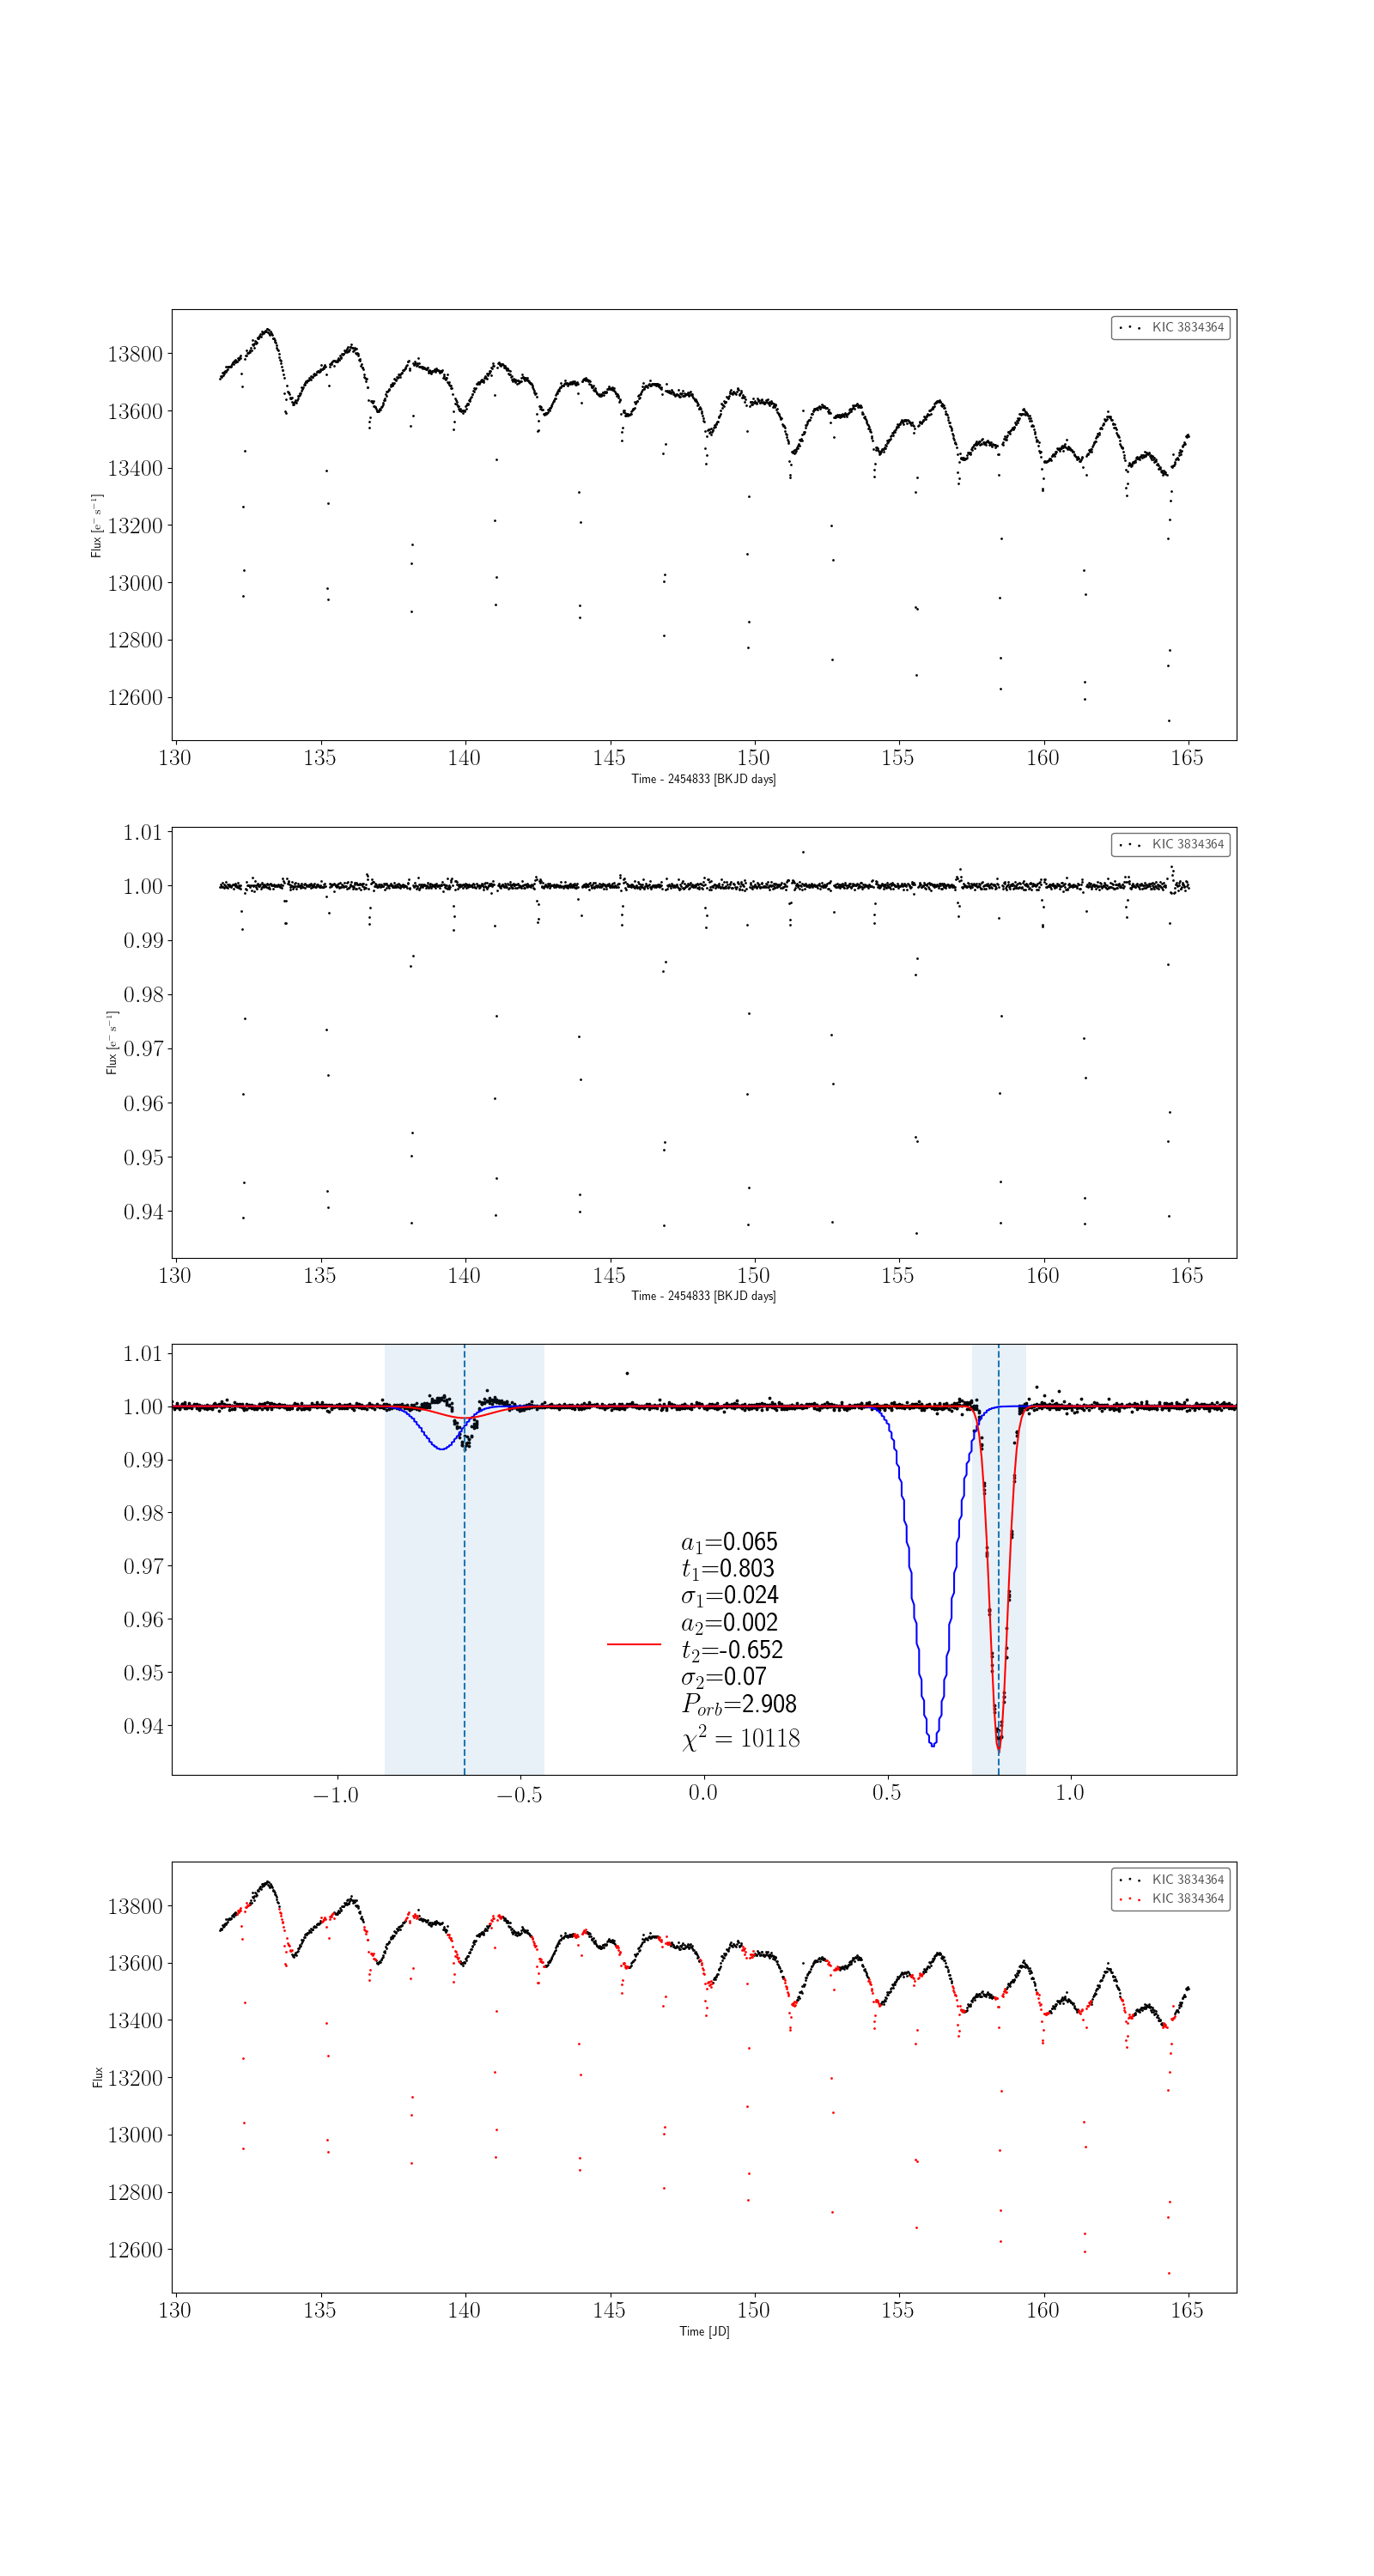 KIC 3834364
13800
13600
13400
13200
13000
12800
12600
Flux [e⁻ s⁻¹]
130 135 140 145 150 155 160 165
Time - 2454833 [BKJD days]
KIC 3834364
1.01
1.00
0.99
0.98
0.97
0.96
0.95
0.94
Flux [e⁻ s⁻¹]
130 135 140 145 150 155 160 165
Time - 2454833 [BKJD days]
1.01
1.00
0.99
0.98
0.97
0.96
0.95
0.94
a₁=0.065
t₁=0.803
σ₁=0.024
a₂=0.002
t₂=-0.652
σ₂=0.07
Pₒᵣb=2.908
χ² = 10118
−1.0 −0.5 0.0 0.5 1.0
KIC 3834364
KIC 3834364
13800
13600
13400
13200
13000
12800
12600
Flux
130 135 140 145 150 155 160 165
Time [JD]